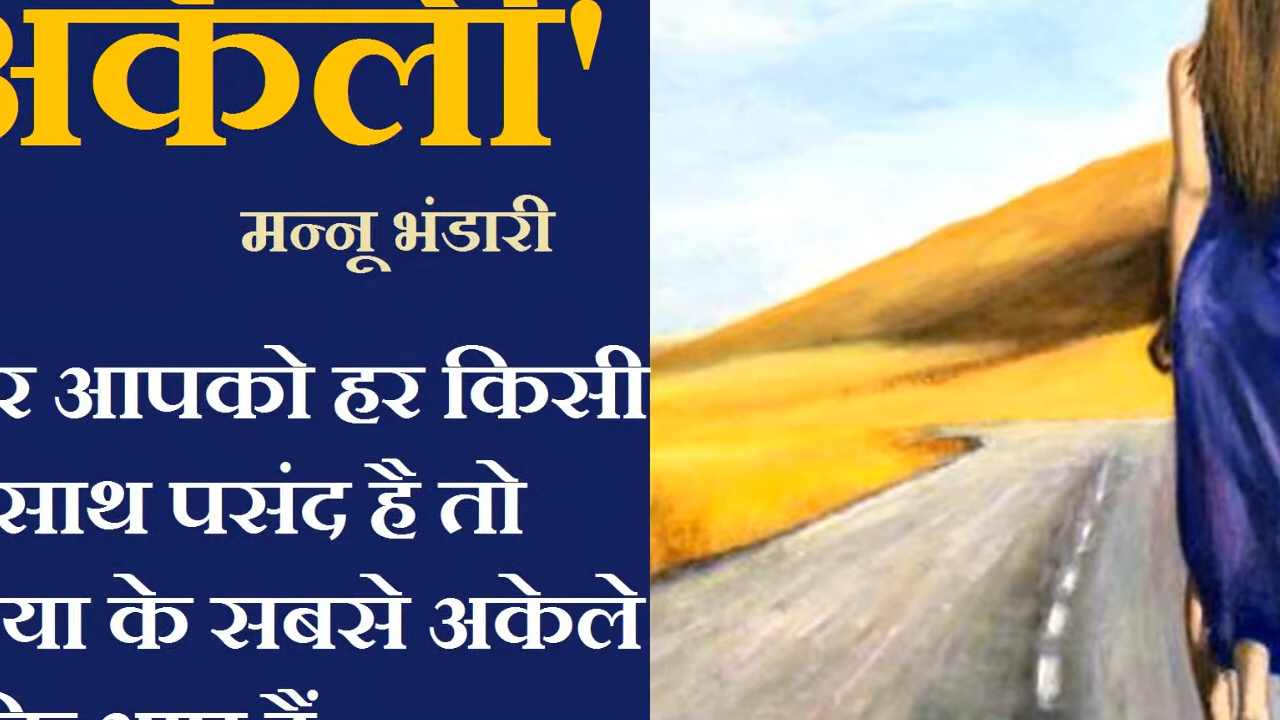 अकेली'
मन्नू भंडारी
र आपको हर किसी
साथ पसंद है तो
या के सबसे अकेले